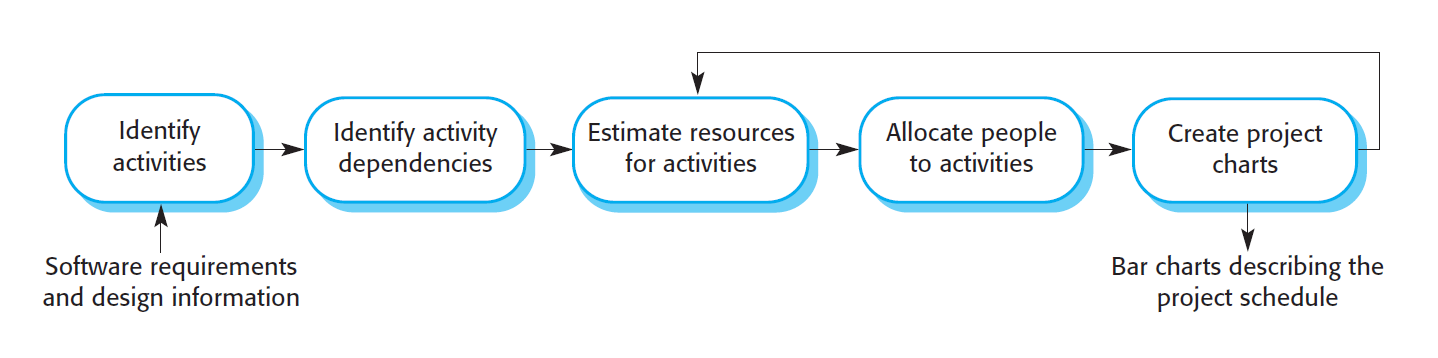 Identify
activities
Identify activity
dependencies
Estimate resources
for activities
Allocate people
to activities
Create project
charts
Software requirements
and design information
Bar charts describing the
project schedule